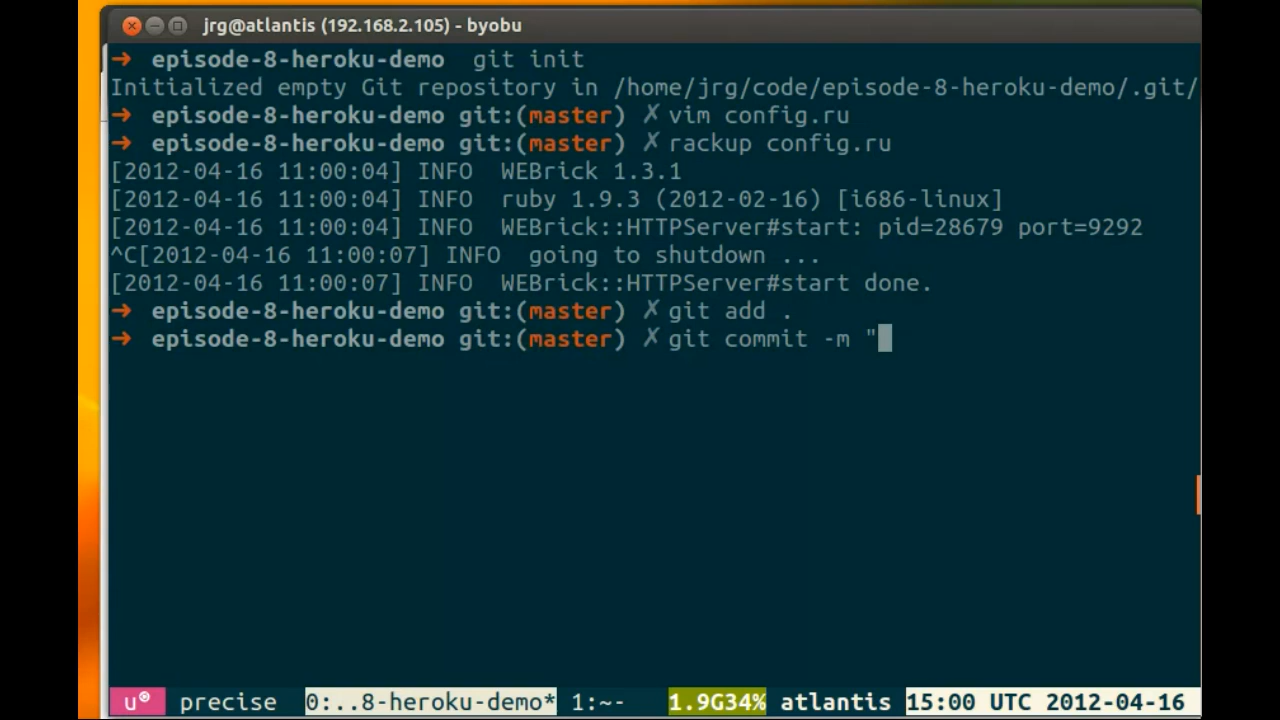 jrg@atlantis (192.168.2.105) - byobu
➜ episode-8-heroku-demo git init
Initialized empty Git repository in /home/jrg/code/episode-8-heroku-demo/.git/
➜ episode-8-heroku-demo git:(master) ✗ vim config.ru
➜ episode-8-heroku-demo git:(master) ✗ rackup config.ru
[2012-04-16 11:00:04] INFO  WEBrick 1.3.1
[2012-04-16 11:00:04] INFO  ruby 1.9.3 (2012-02-16) [i686-linux]
[2012-04-16 11:00:04] INFO  WEBrick::HTTPServer#start: pid=28679 port=9292
^C[2012-04-16 11:00:07] INFO  going to shutdown ...
[2012-04-16 11:00:07] INFO  WEBrick::HTTPServer#start done.
➜ episode-8-heroku-demo git:(master) ✗ git add .
➜ episode-8-heroku-demo git:(master) ✗ git commit -m "
u® precise 0:..8-heroku-demo* 1:~- 1.9G34% atlantis 15:00 UTC 2012-04-16